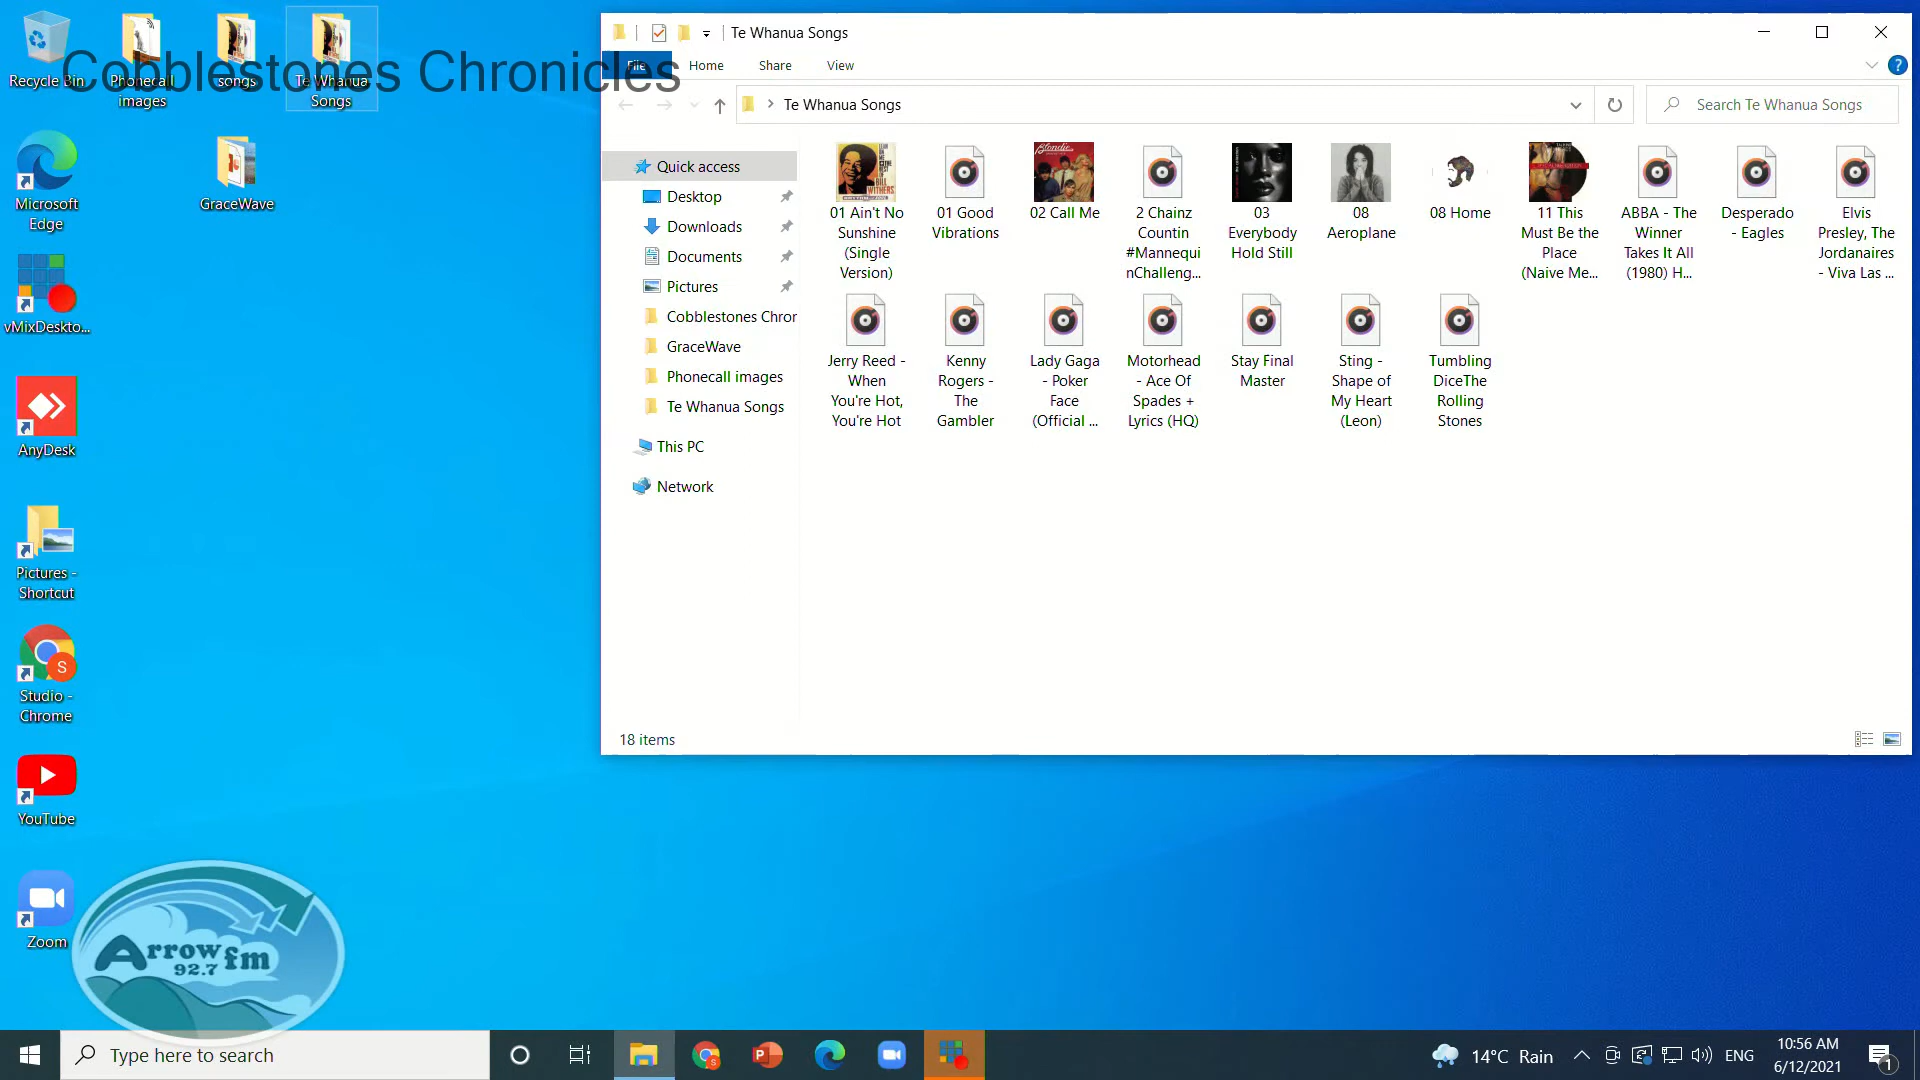 Cobblestones Chronicles
Recycle Bin
Phonecall
images
songs
Te Whanua
Songs
Microsoft
Edge
GraceWave
vMixDeskto...
AnyDesk
Pictures -
Shortcut
S
Studio -
Chrome
YouTube
Zoom
Arrow fm
92.7
Te Whanua Songs
File
Home
Share
View
?
Te Whanua Songs
Search Te Whanua Songs
Quick access
Desktop
Downloads
Documents
Pictures
Cobblestones Chror
GraceWave
Phonecall images
Te Whanua Songs
This PC
Network
BILL
WITHERS
Blondie
01 Ain't No
Sunshine
(Single
Version)
01 Good
Vibrations
02 Call Me
2 Chainz
Countin
#Mannequi
nChalleng...
03
Everybody
Hold Still
08
Aeroplane
08 Home
11 This
Must Be the
Place
(Naive Me...
ABBA - The
Winner
Takes It All
(1980) H...
Desperado
- Eagles
Elvis
Presley, The
Jordanaires
- Viva Las ...
Jerry Reed -
When
You're Hot,
You're Hot
Kenny
Rogers -
The
Gambler
Lady Gaga
- Poker
Face
(Official ...
Motorhead
- Ace Of
Spades +
Lyrics (HQ)
Stay Final
Master
Sting -
Shape of
My Heart
(Leon)
Tumbling
DiceThe
Rolling
Stones
18 items
Type here to search
14°C Rain
ENG
10:56 AM
6/12/2021
1